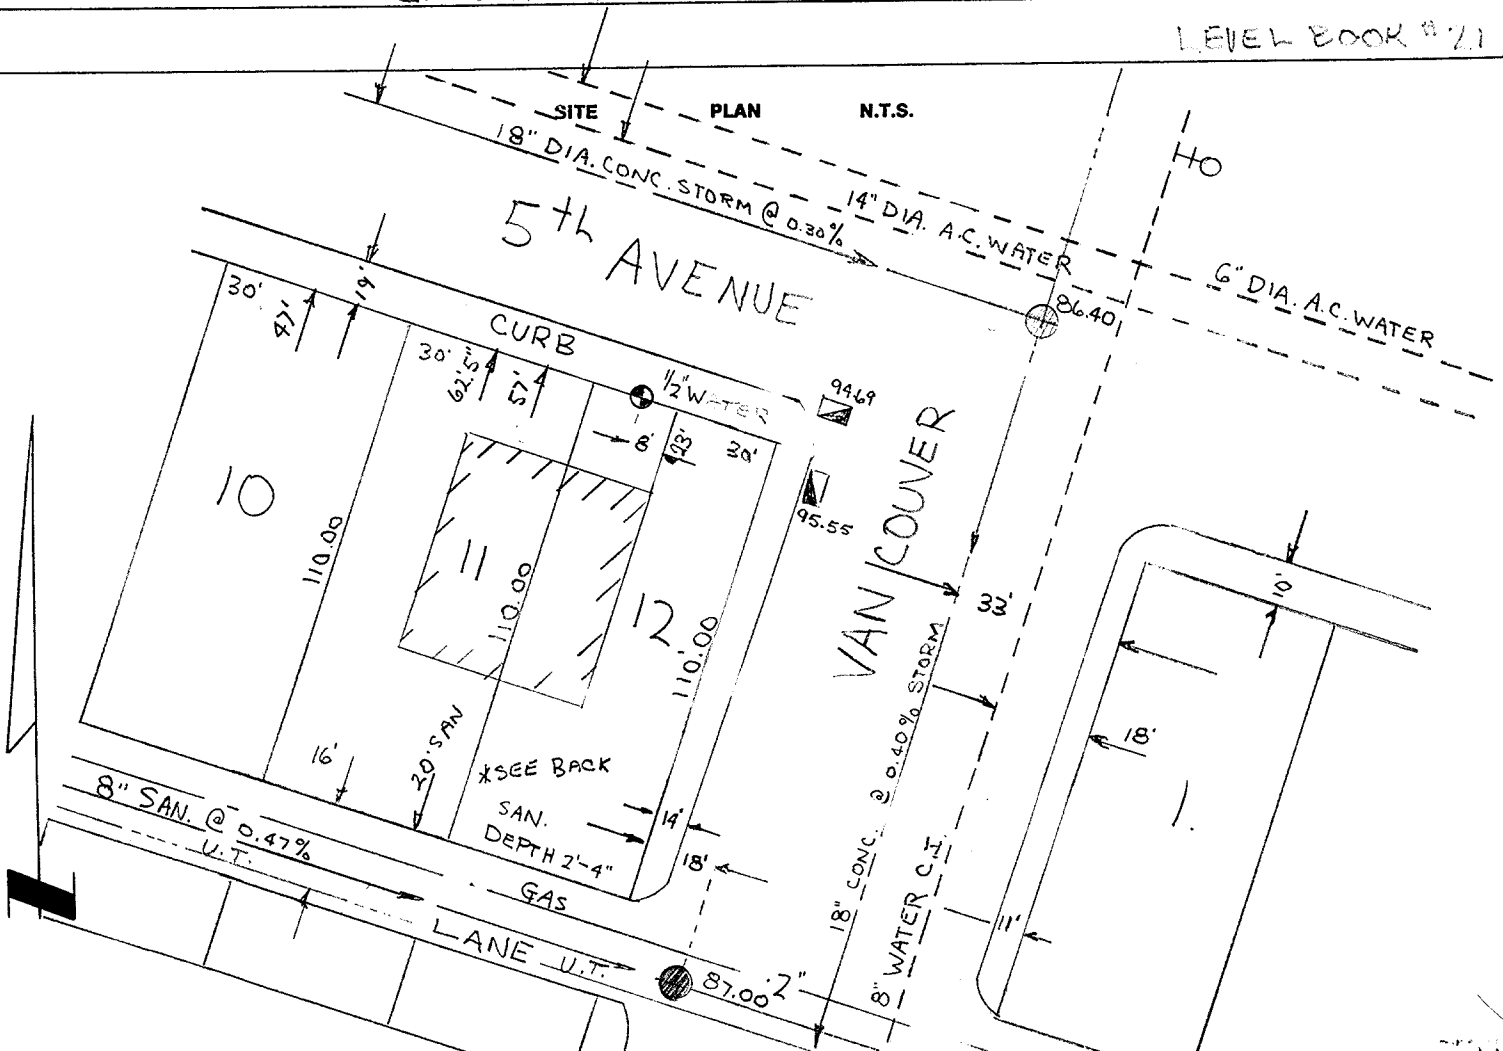 LEVEL BOOK #21
SITE PLAN N.T.S.
18" DIA. CONC. STORM @ 0.30%
14" DIA. A.C. WATER
6" DIA. A.C. WATER
5th AVENUE
86.40
CURB
30'
47'
19'
30'
62.5'
57'
1/2" WATER
8'
23'
30'
94.69
95.55
10
110.00
11
110.00
12
110.00
VANCOUVER
33'
10'
18'
1.
@ 0.40% STORM
18" CONC.
8" WATER C.I.
11'
16'
20' SAN
*SEE BACK
SAN.
DEPTH 2'-4"
14'
18'
8" SAN. @ 0.47%
U.T.
GAS
LANE U.T.
87.00
2"